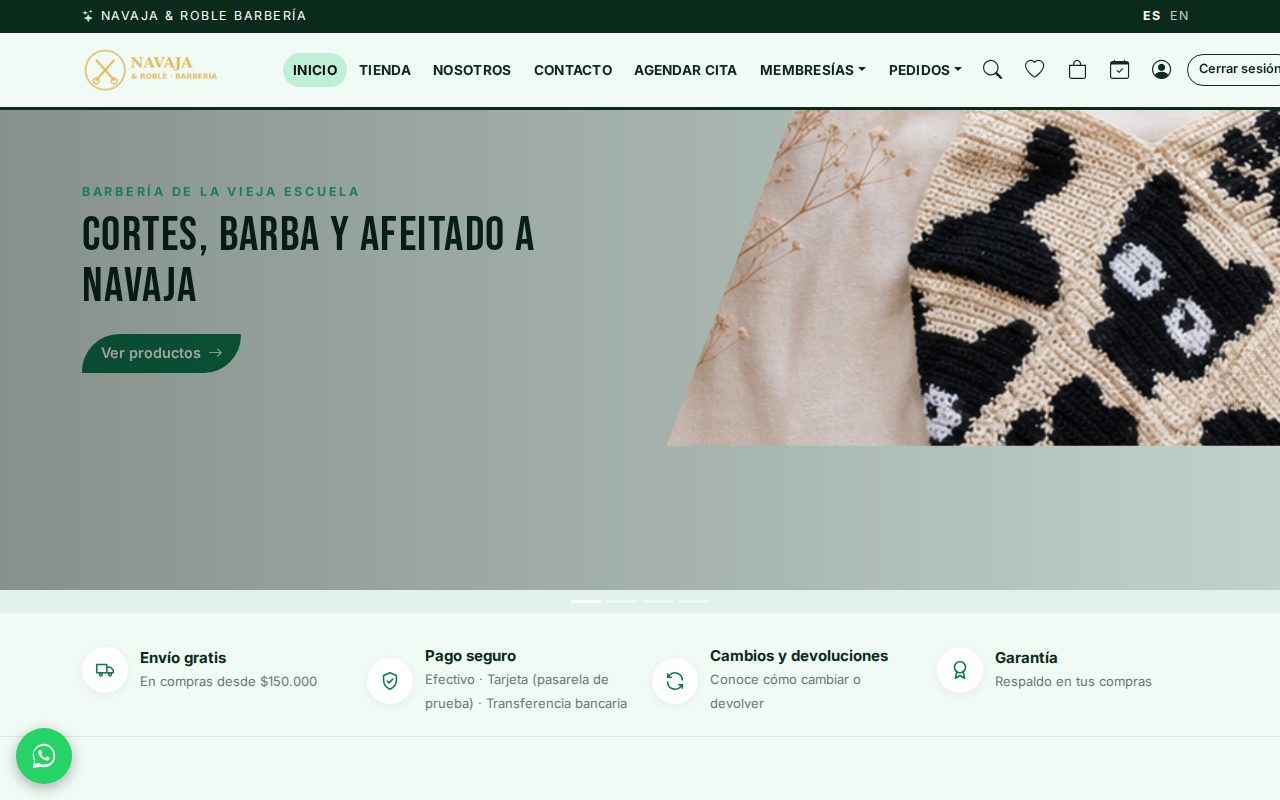 NAVAJA & ROBLE BARBERÍA
ES EN
NAVAJA
& ROBLE · BARBERÍA
INICIO TIENDA NOSOTROS CONTACTO AGENDAR CITA MEMBRESÍAS PEDIDOS Cerrar sesión
BARBERÍA DE LA VIEJA ESCUELA
CORTES, BARBA Y AFEITADO A
NAVAJA
Ver productos →
Envío gratis
En compras desde $150.000
Pago seguro
Efectivo · Tarjeta (pasarela de
prueba) · Transferencia bancaria
Cambios y devoluciones
Conoce cómo cambiar o
devolver
Garantía
Respaldo en tus compras